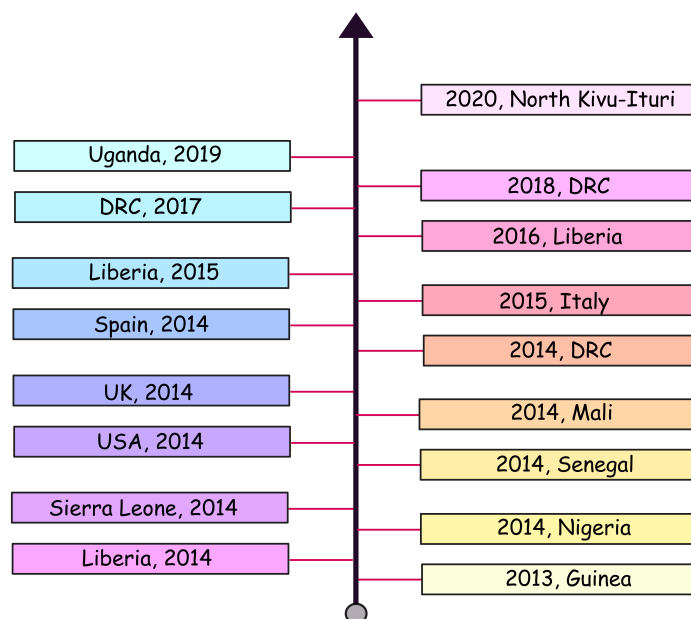 2020, North Kivu-Ituri
Uganda, 2019
2018, DRC
DRC, 2017
2016, Liberia
Liberia, 2015
2015, Italy
Spain, 2014
2014, DRC
UK, 2014
2014, Mali
USA, 2014
2014, Senegal
Sierra Leone, 2014
2014, Nigeria
Liberia, 2014
2013, Guinea